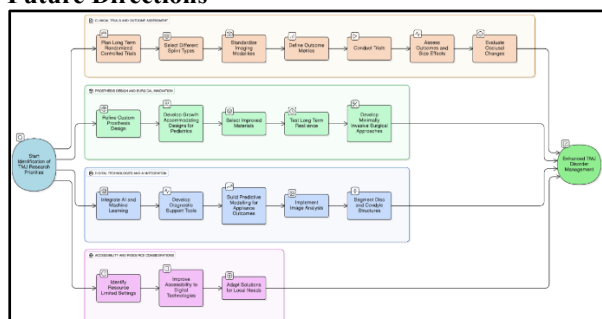 Future Directions
CLINICAL TRIALS AND OUTCOME ASSESSMENT
Plan Long Term
Randomized
Controlled Trials
Select Different
Splint Types
Standardize
Imaging
Modalities
Define Outcome
Metrics
Conduct Trials
Assess
Outcomes and
Side Effects
Evaluate
Occlusal
Changes
PROSTHESIS DESIGN AND SURGICAL INNOVATION
Refine Custom
Prosthesis
Design
Develop Growth
Accommodating
Designs for
Pediatrics
Select Improved
Materials
Test Long Term
Resilience
Develop
Minimally
Invasive Surgical
Approaches
Start
Identification of
TMJ Research
Priorities
Enhanced TMJ
Disorder
Management
DIGITAL TECHNOLOGIES AND AI INTEGRATION
Integrate AI and
Machine
Learning
Develop
Diagnostic
Support Tools
Build Predictive
Modelling for
Appliance
Outcomes
Implement
Image Analysis
Segment Disc
and Condyle
Structures
ACCESSIBILITY AND RESOURCE CONSIDERATIONS
Identify
Resource
Limited Settings
Improve
Accessibility to
Digital
Technologies
Adapt Solutions
for Local Needs